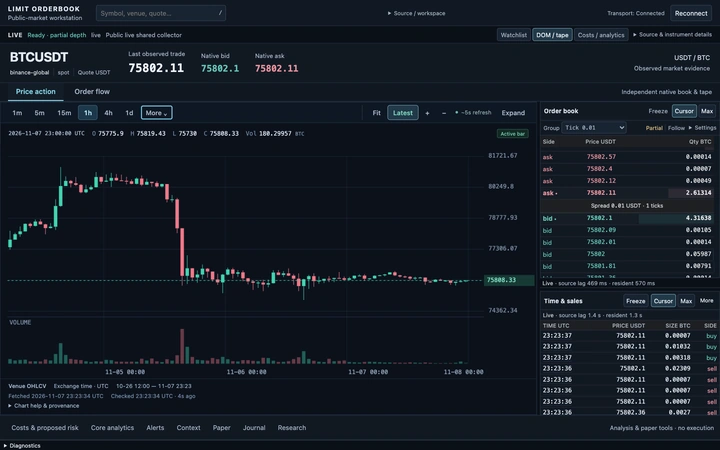 LIMIT ORDERBOOK
Public-market workstation
Symbol, venue, quote... /
▸ Source / workspace
Transport: Connected
Reconnect
LIVE Ready · partial depth live Public live shared collector
Watchlist DOM / tape Costs / analytics ▸ Source & instrument details
BTCUSDT
binance-global spot Quote USDT
Last observed trade
75802.11
Native bid
75802.1
Native ask
75802.11
USDT / BTC
Observed market evidence
Price action Order flow
Independent native book & tape
1m 5m 15m 1h 4h 1d More ⌄
Fit Latest + − ~5s refresh Expand
2026-11-07 23:00:00 UTC O 75775.9 H 75819.43 L 75730 C 75808.33 Vol 180.29957 BTC
Active bar
81721.67
80249.8
78777.93
77306.07
75808.33
74362.14
VOLUME
11-05 00:00 11-06 00:00 11-07 00:00 11-08 00:00
Venue OHLCV Exchange time · UTC 10-26 12:00 — 11-07 23:23
Fetched 2026-11-07 23:23:34 UTC Checked 23:23:34 UTC · 4s ago
▸ Chart help & provenance
Order book Freeze Cursor Max
Group Tick 0.01 Partial Follow ▸ Settings
Side Price USDT Qty BTC
ask 75802.57 0.00014
ask 75802.4 0.00007
ask 75802.12 0.00049
ask • 75802.11 2.61314
Spread 0.01 USDT · 1 ticks
bid • 75802.1 4.31638
bid 75802.09 0.00105
bid 75802.01 0.00014
bid 75802 0.05987
bid 75801.81 0.00791
Live · source lag 469 ms · resident 570 ms
Time & sales Freeze Cursor Max More
Live · source lag 1.4 s · resident 1.3 s
TIME UTC PRICE USDT SIZE BTC SIDE
23:23:37 75802.11 0.00007 buy
23:23:37 75802.11 0.01032 buy
23:23:37 75802.11 0.00318 buy
23:23:36 75802.1 0.02309 sell
23:23:36 75802.11 0.00007 sell
23:23:36 75802.11 0.00007 sell
23:23:36 75802.36 0.0027 sell
Costs & proposed risk Core analytics Alerts Context Paper Journal Research
Analysis & paper tools · no execution
▸ Diagnostics